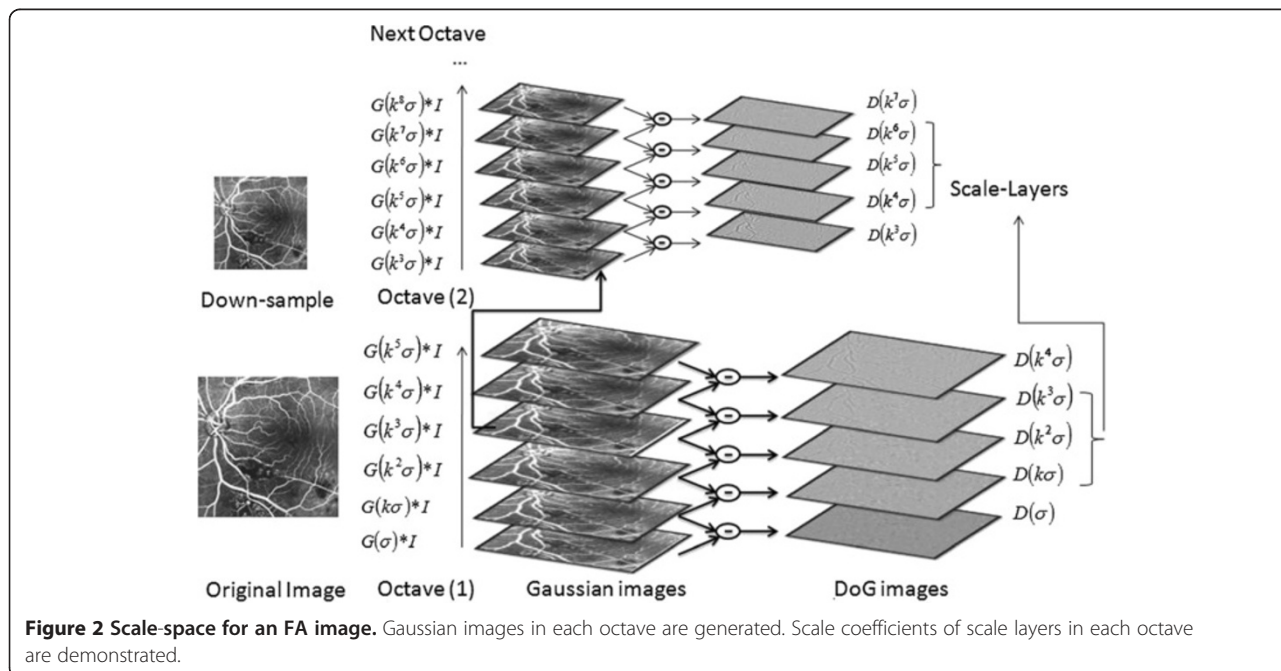 Next Octave
...
G(k⁸σ)*I
G(k⁷σ)*I
G(k⁶σ)*I
G(k⁵σ)*I
G(k⁴σ)*I
G(k³σ)*I
D(k⁷σ)
D(k⁶σ)
D(k⁵σ)
D(k⁴σ)
D(k³σ)
Scale-Layers
Down-sample
Octave (2)
G(k⁵σ)*I
G(k⁴σ)*I
G(k³σ)*I
G(k²σ)*I
G(kσ)*I
G(σ)*I
D(k⁴σ)
D(k³σ)
D(k²σ)
D(kσ)
D(σ)
Original Image
Octave (1)
Gaussian images
DoG images
Figure 2 Scale-space for an FA image. Gaussian images in each octave are generated. Scale coefficients of scale layers in each octave
are demonstrated.